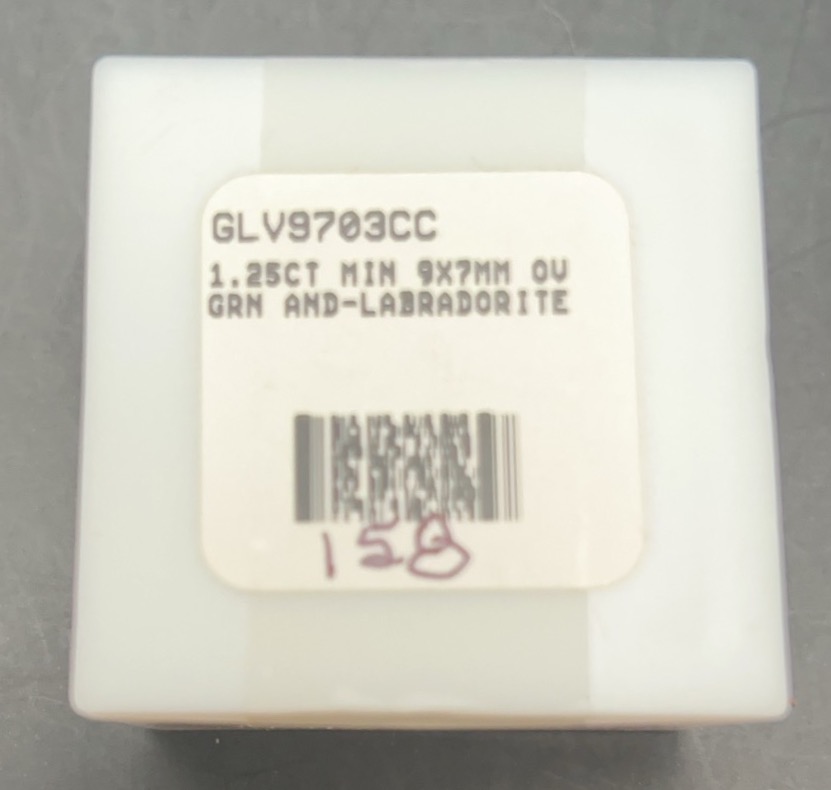 GLV9703CC
1.25CT MIN 9X7MM OV
GRN AND-LABRADORITE
158